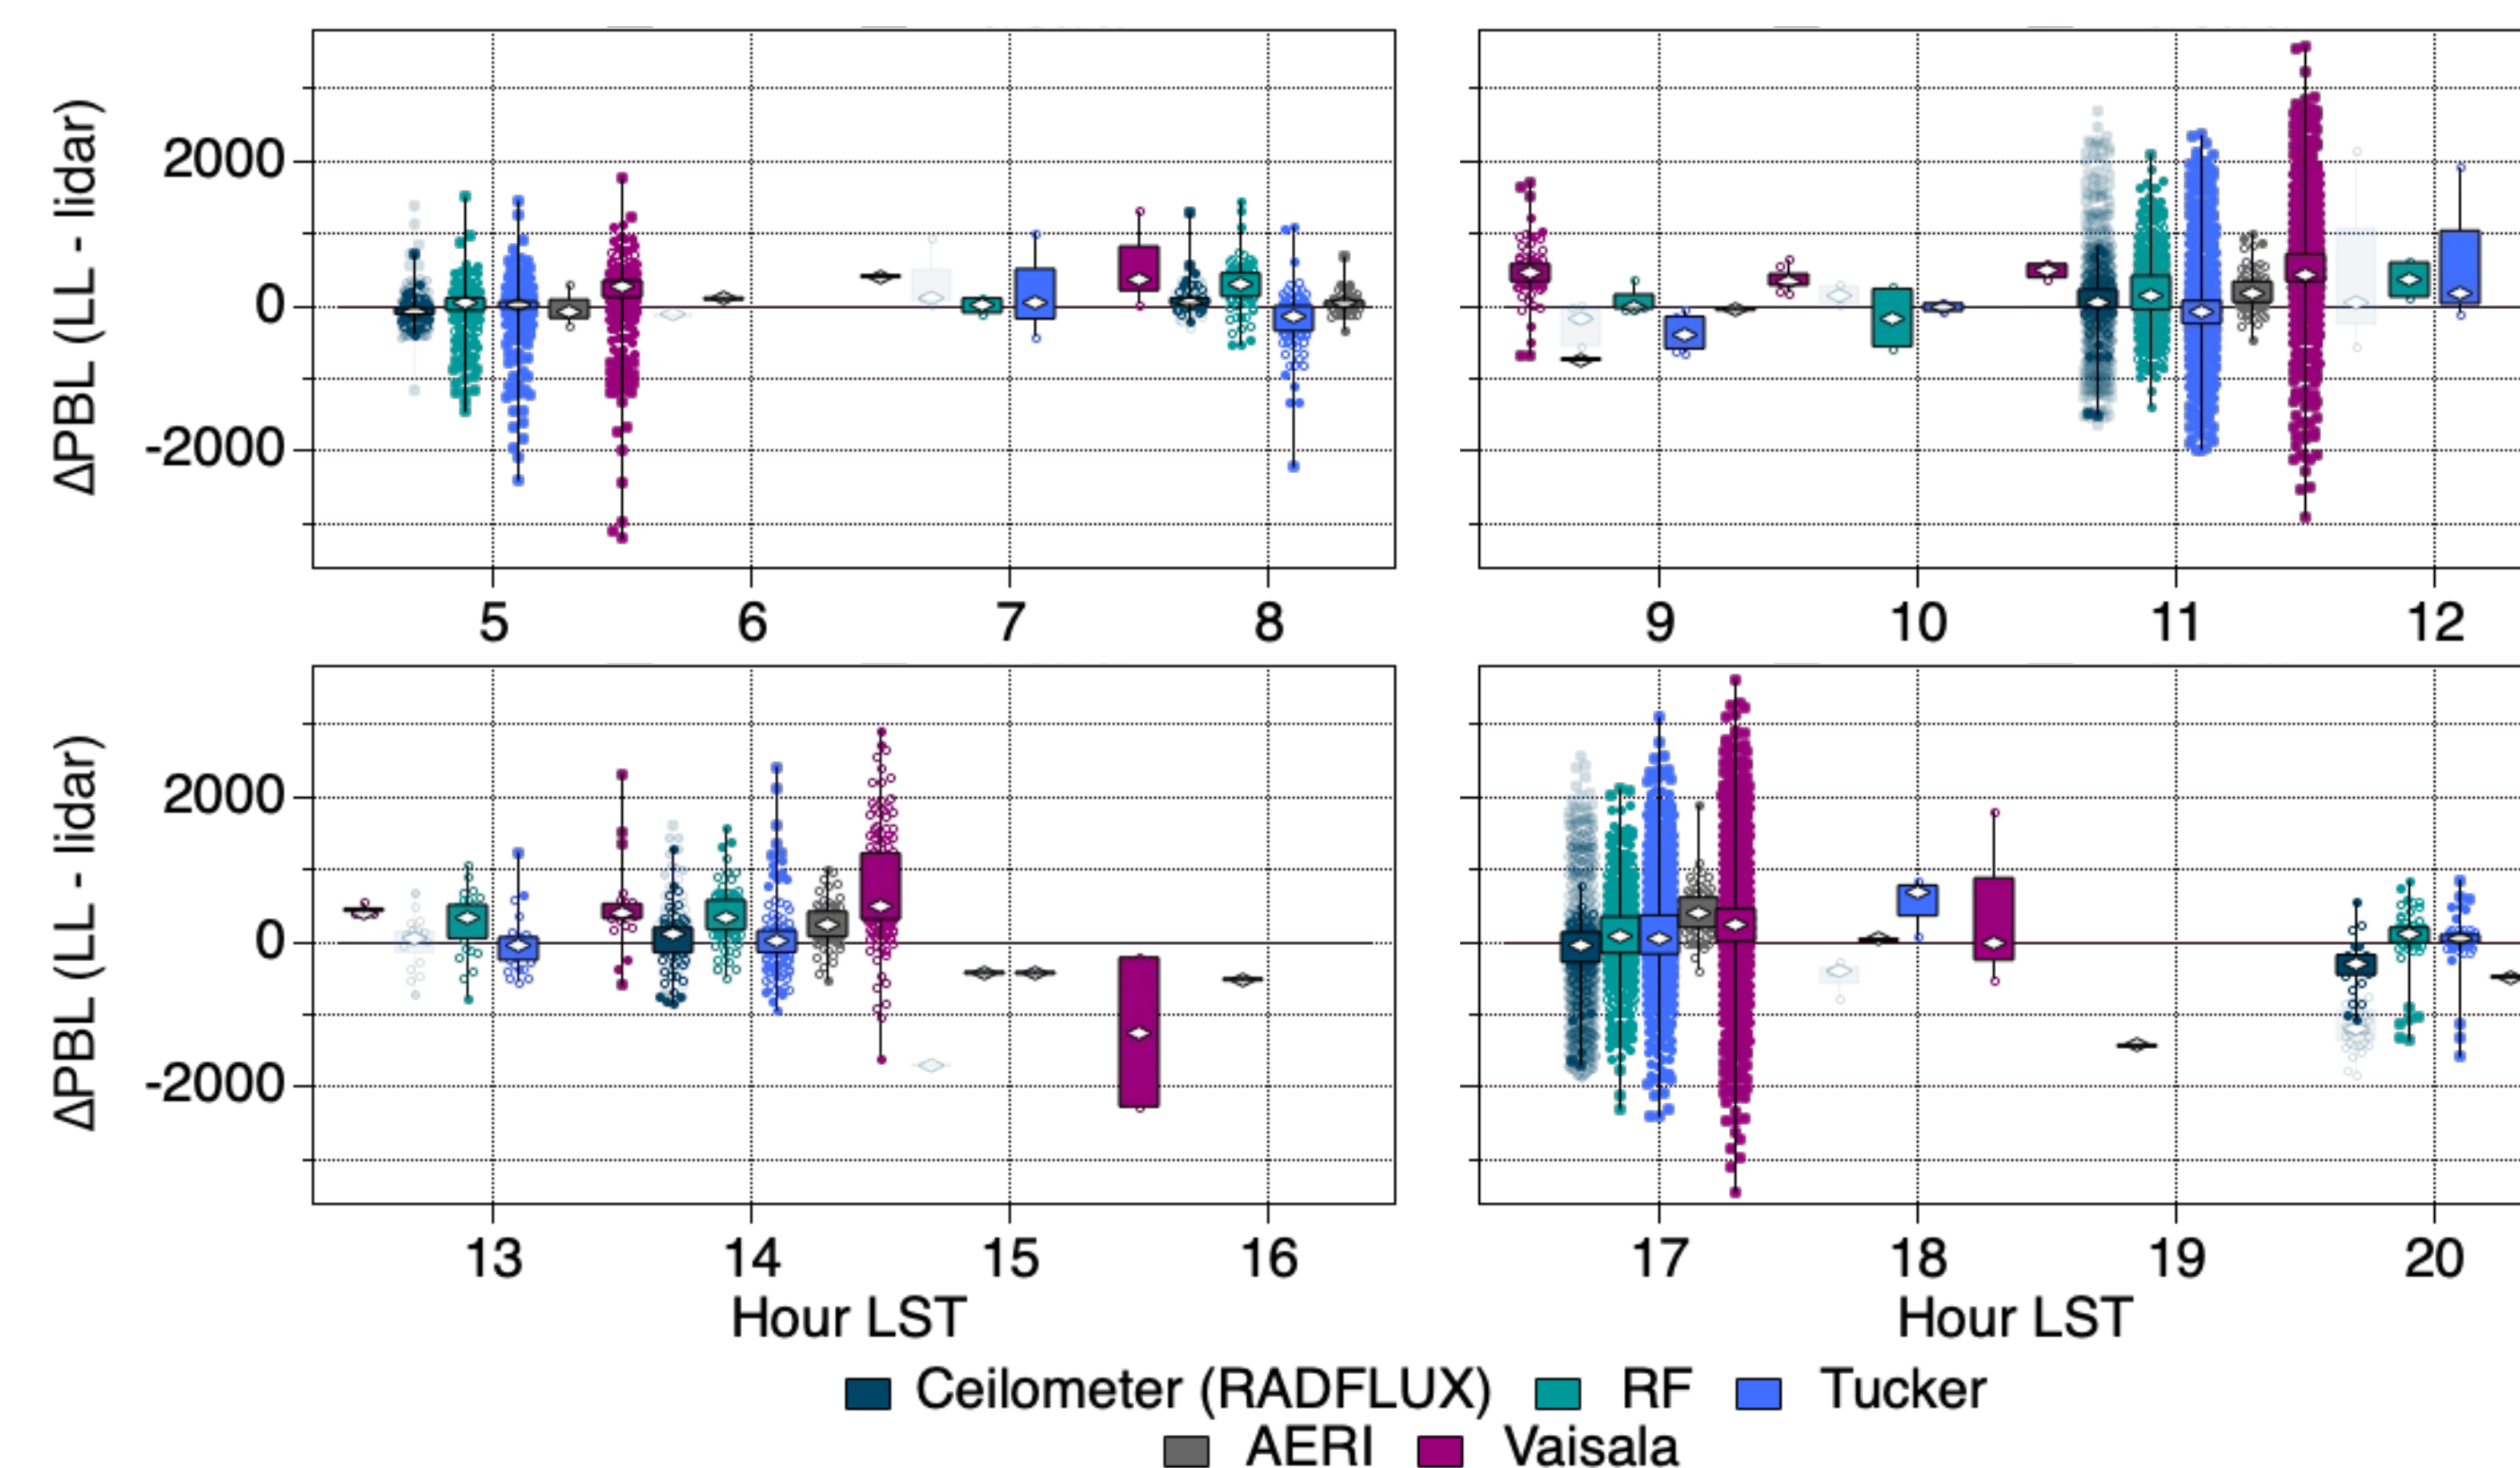 ΔPBL (LL - lidar)
2000
0
-2000
5 6 7 8
9 10 11 12
ΔPBL (LL - lidar)
2000
0
-2000
13 14 15 16
17 18 19 20
Hour LST
Hour LST
Ceilometer (RADFLUX) RF Tucker
AERI Vaisala